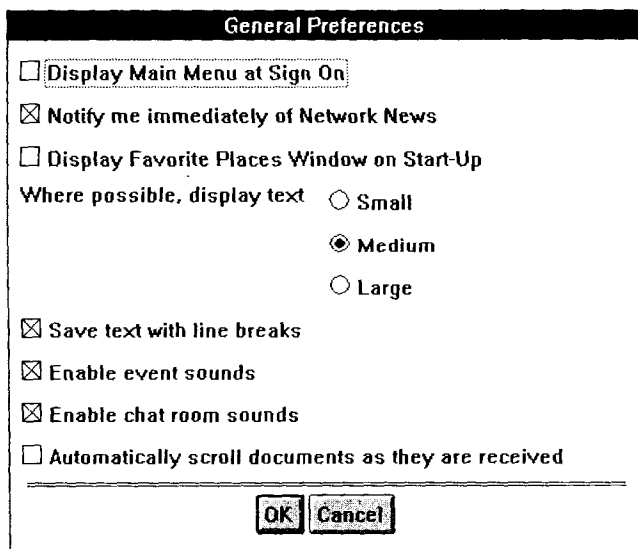 General Preferences
Display Main Menu at Sign On
Notify me immediately of Network News
Display Favorite Places Window on Start-Up
Where possible, display text
Small
Medium
Large
Save text with line breaks
Enable event sounds
Enable chat room sounds
Automatically scroll documents as they are received
OK Cancel